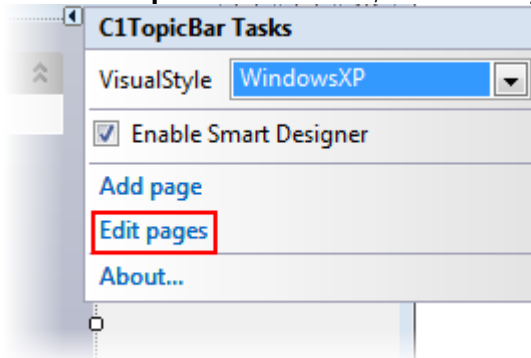 C1TopicBar Tasks
VisualStyle WindowsXP
Enable Smart Designer
Add page
Edit pages
About...